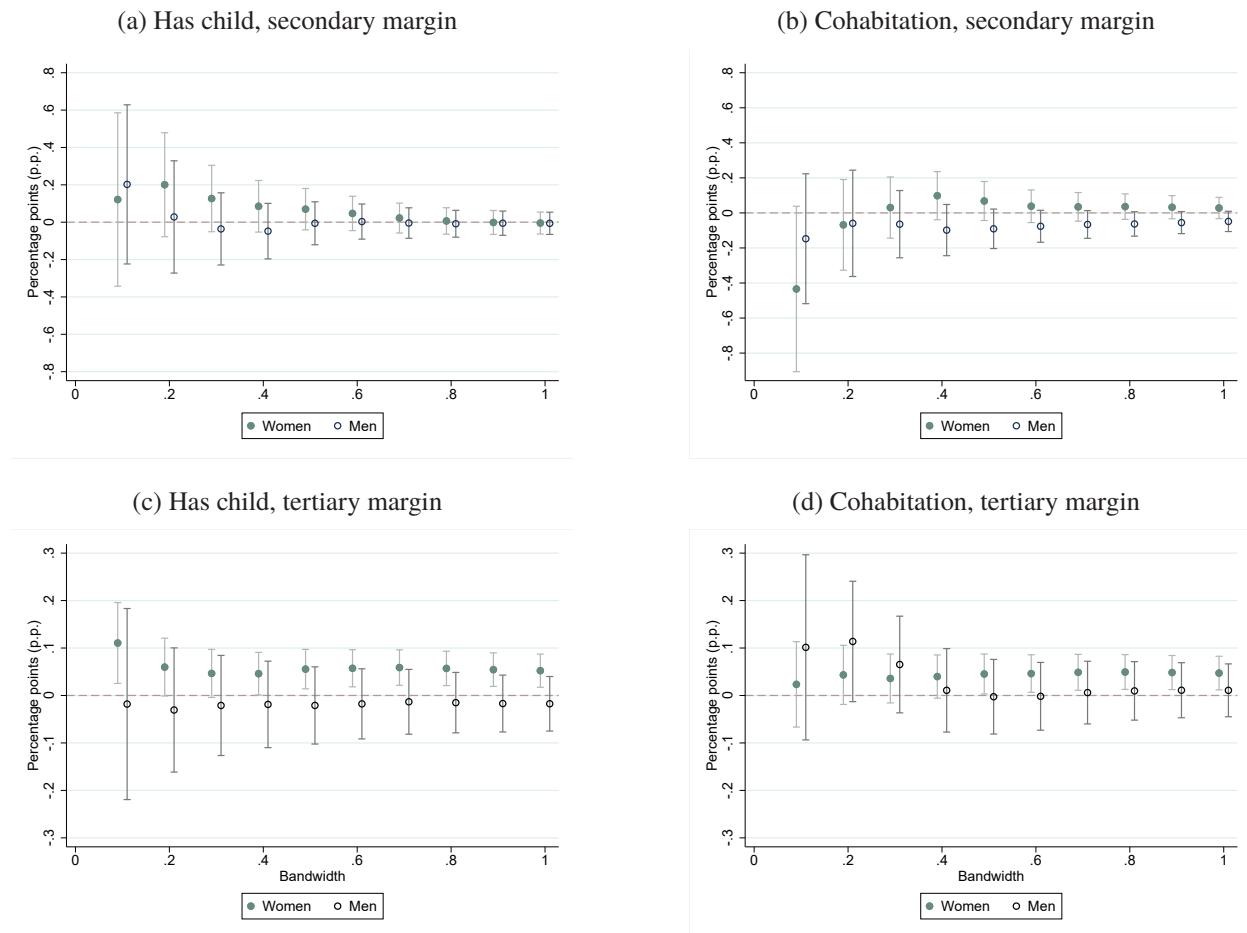 (a) Has child, secondary margin
Percentage points (p.p.)
.8
.6
.4
.2
0
-.2
-.4
-.6
-.8
0 .2 .4 .6 .8 1
Women Men
(b) Cohabitation, secondary margin
Percentage points (p.p.)
.8
.6
.4
.2
0
-.2
-.4
-.6
-.8
0 .2 .4 .6 .8 1
Women Men
(c) Has child, tertiary margin
Percentage points (p.p.)
.3
.2
.1
0
-.1
-.2
-.3
0 .2 .4 .6 .8 1
Bandwidth
Women Men
(d) Cohabitation, tertiary margin
Percentage points (p.p.)
.3
.2
.1
0
-.1
-.2
-.3
0 .2 .4 .6 .8 1
Bandwidth
Women Men